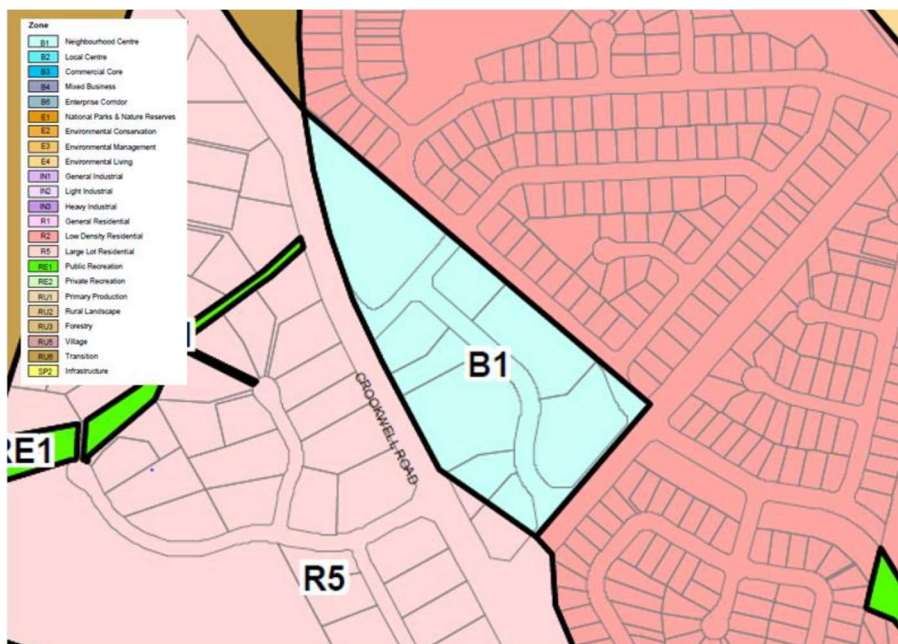 Zone
B1 Neighbourhood Centre
B2 Local Centre
B3 Commercial Core
B4 Mixed Business
B6 Enterprise Corridor
E1 National Parks & Nature Reserves
E2 Environmental Conservation
E3 Environmental Management
E4 Environmental Living
IN1 General Industrial
IN2 Light Industrial
IN3 Heavy Industrial
R1 General Residential
R2 Low Density Residential
R5 Large Lot Residential
RE1 Public Recreation
RE2 Private Recreation
RU1 Primary Production
RU2 Rural Landscape
RU3 Forestry
RU5 Village
RU6 Transition
SP2 Infrastructure
B1
CROOKWELL ROAD
RE1
R5